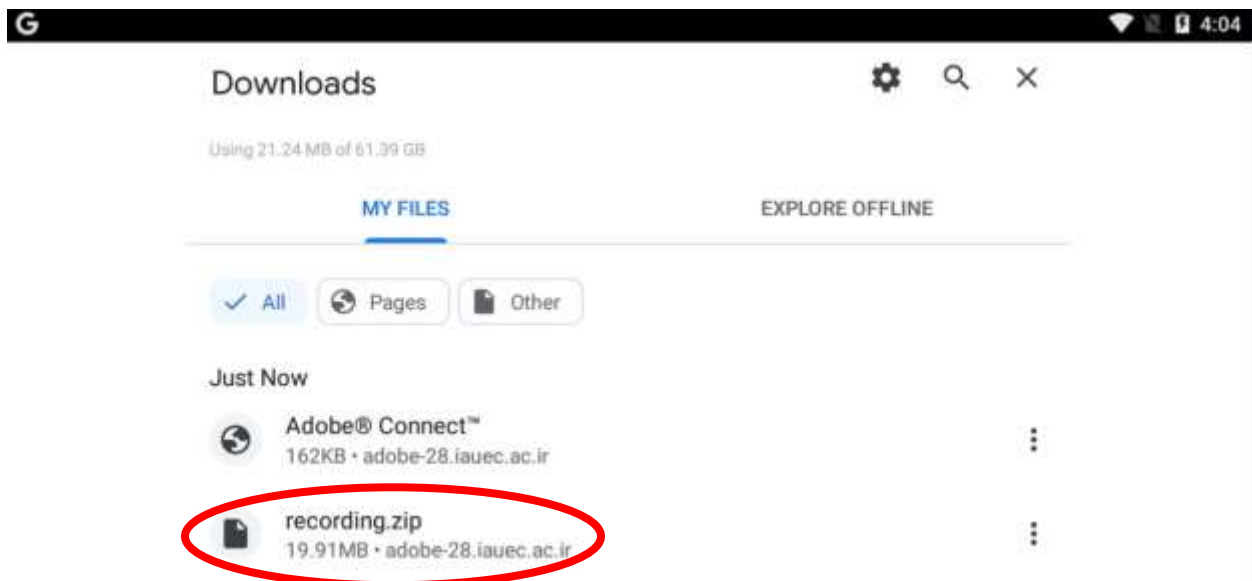 G 4:04
Downloads
Using 21.24 MB of 61.39 GB
MY FILES EXPLORE OFFLINE
All Pages Other
Just Now
Adobe® Connect™
162KB • adobe-28.iauec.ac.ir
recording.zip
19.91MB • adobe-28.iauec.ac.ir